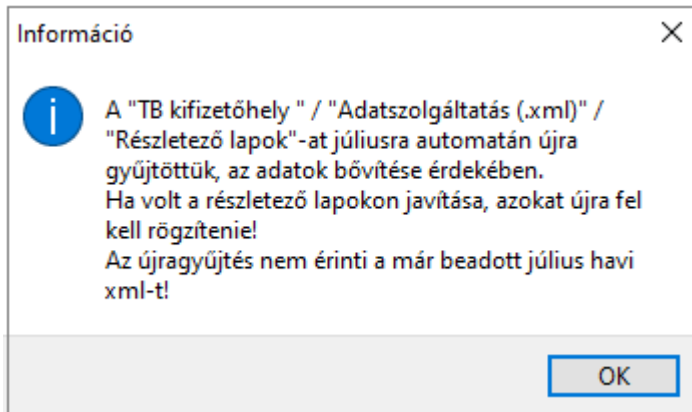 Információ
A "TB kifizetőhely " / "Adatszolgáltatás (.xml)" /
"Részletező lapok"-at júliusra automatán újra
gyűjtöttük, az adatok bővítése érdekében.
Ha volt a részletező lapokon javítása, azokat újra fel
kell rögzítenie!
Az újragyűjtés nem érinti a már beadott július havi
xml-t!
OK